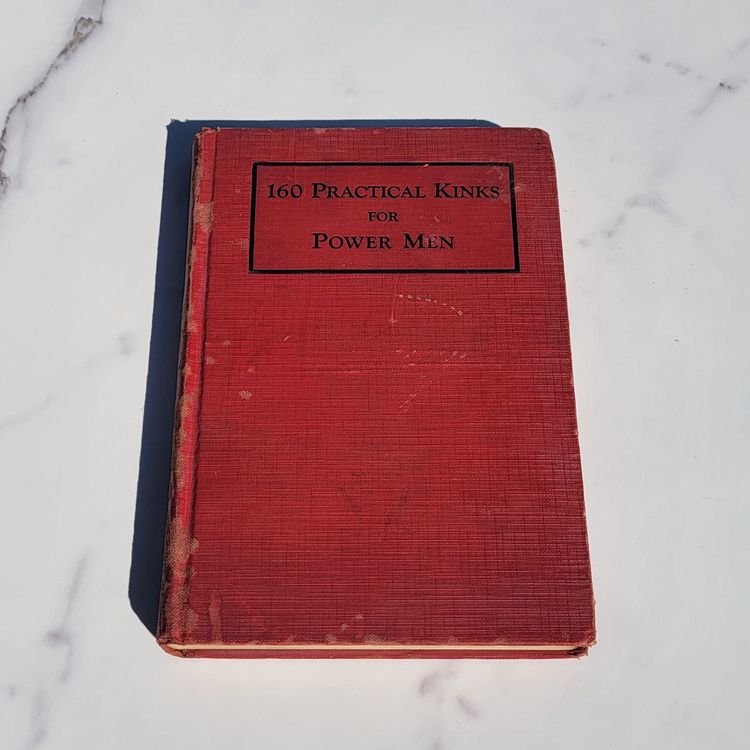 160 Practical Kinks
for
Power Men